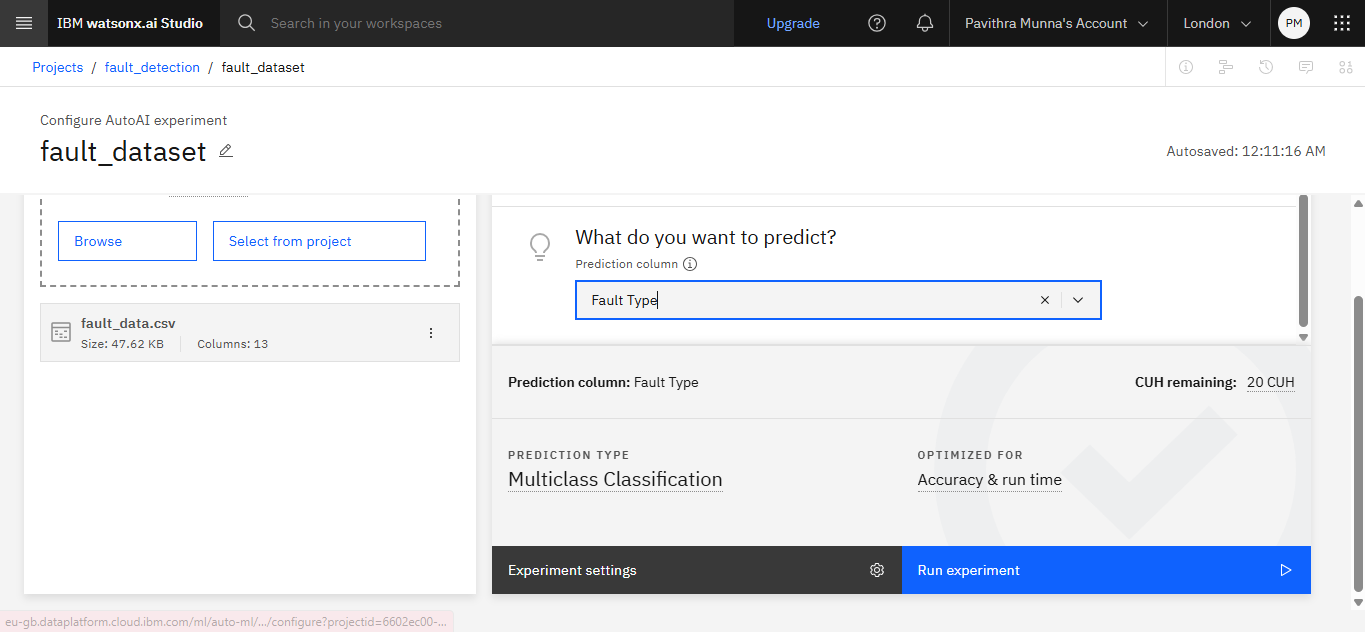 IBM watsonx.ai Studio
Search in your workspaces
Upgrade
Pavithra Munna's Account
London
PM
Projects / fault_detection / fault_dataset
Configure AutoAI experiment
fault_dataset
Autosaved: 12:11:16 AM
Browse
Select from project
fault_data.csv
Size: 47.62 KB
Columns: 13
What do you want to predict?
Prediction column
Fault Type
Prediction column: Fault Type
CUH remaining: 20 CUH
PREDICTION TYPE
Multiclass Classification
OPTIMIZED FOR
Accuracy & run time
Experiment settings
Run experiment
eu-gb.dataplatform.cloud.ibm.com/ml/auto-ml/.../configure?projectid=6602ec00-...